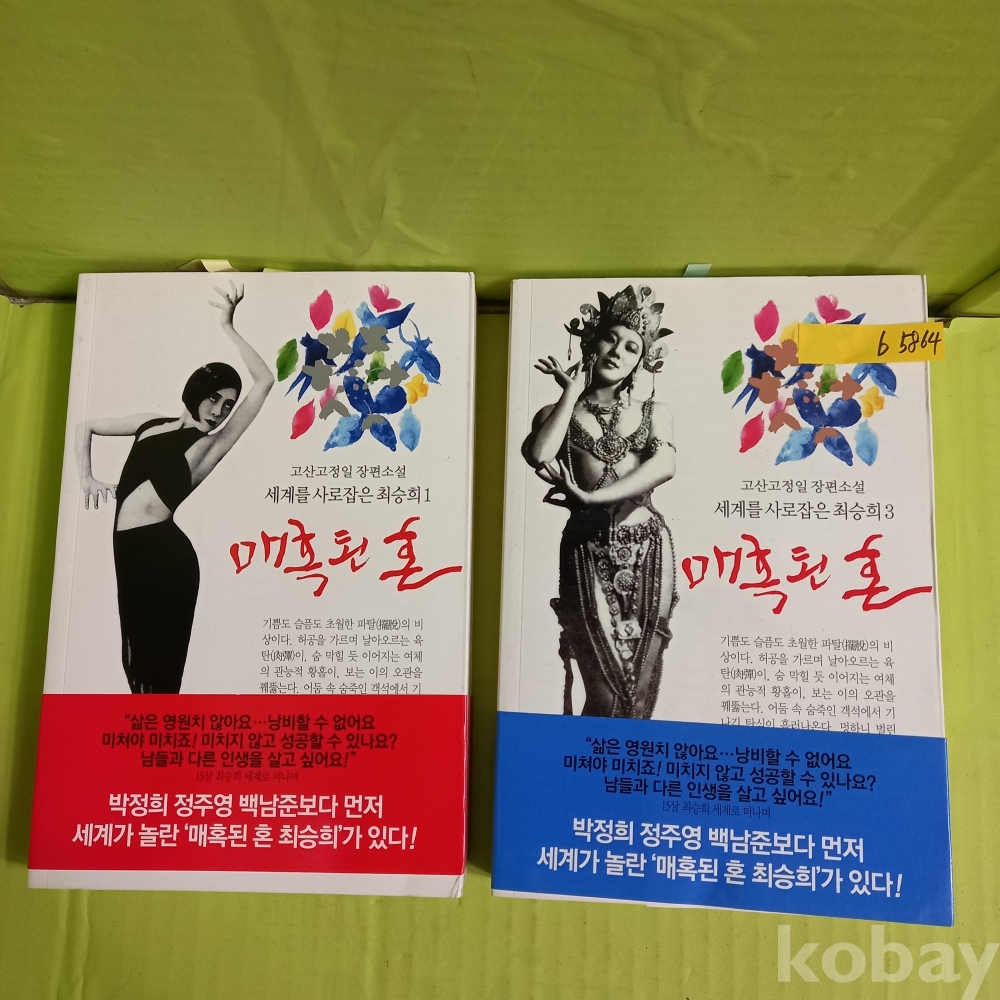 고산고정일 장편소설
세계를 사로잡은 최승희 1
매혹된 혼
기쁨도 슬픔도 초월한 파탈(擺脫)의 비
상이다. 허공을 가르며 날아오르는 육
탄(肉彈)이, 숨 막힐 듯 이어지는 여체
의 관능적 황홀이, 보는 이의 오관을
꿰뚫는다. 어둠 속 숨죽인 객석에서 기
"삶은 영원치 않아요…낭비할 수 없어요
미쳐야 미치죠! 미치지 않고 성공할 수 있나요?
남들과 다른 인생을 살고 싶어요!"
15살 최승희 세계로 떠나며
박정희 정주영 백남준보다 먼저
세계가 놀란 '매혹된 혼 최승희'가 있다!
b 5864
고산고정일 장편소설
세계를 사로잡은 최승희 3
매혹된 혼
기쁨도 슬픔도 초월한 파탈(擺脫)의 비
상이다. 허공을 가르며 날아오르는 육
탄(肉彈)이, 숨 막힐 듯 이어지는 여체
의 관능적 황홀이, 보는 이의 오관을
꿰뚫는다. 어둠 속 숨죽인 객석에서 기
나긴 탄식이 흘러나온다. 멍하니 벌린
"삶은 영원치 않아요…낭비할 수 없어요
미쳐야 미치죠! 미치지 않고 성공할 수 있나요?
남들과 다른 인생을 살고 싶어요!"
15살 최승희 세계로 떠나며
박정희 정주영 백남준보다 먼저
세계가 놀란 '매혹된 혼 최승희'가 있다!
kobay